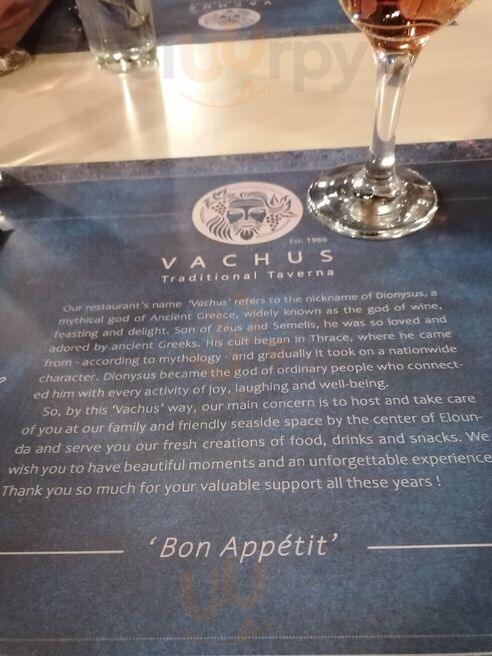 Est. 1986
VACHUS
Traditional Taverna
Our restaurant's name 'Vachus' refers to the nickname of Dionysus, a
mythical god of Ancient Greece, widely known as the god of wine,
feasting and delight. Son of Zeus and Semelis, he was so loved and
adored by ancient Greeks. His cult began in Thrace, where he came
from - according to mythology - and gradually it took on a nationwide
character. Dionysus became the god of ordinary people who connect-
ed him with every activity of joy, laughing and well-being.
So, by this 'Vachus' way, our main concern is to host and take care
of you at our family and friendly seaside space by the center of Eloun-
da and serve you our fresh creations of food, drinks and snacks. We
wish you to have beautiful moments and an unforgettable experience
Thank you so much for your valuable support all these years !
'Bon Appétit'